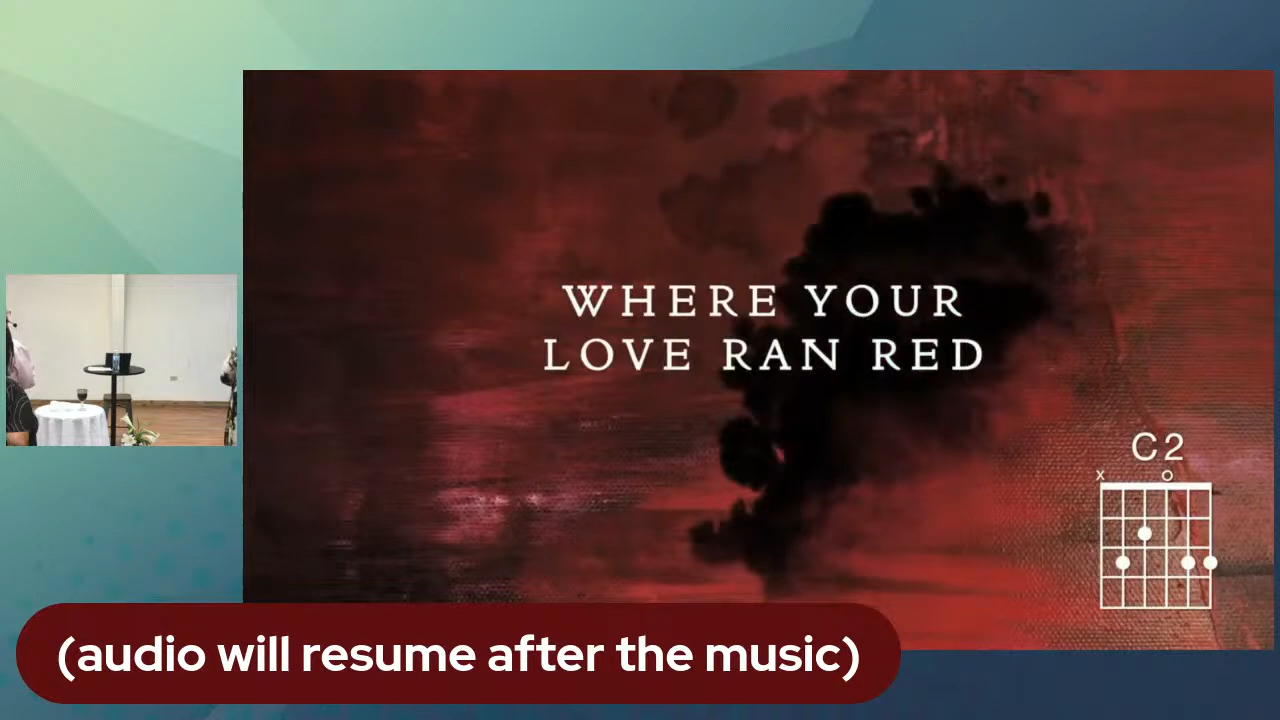 WHERE YOUR
LOVE RAN RED
C2
x o
(audio will resume after the music)